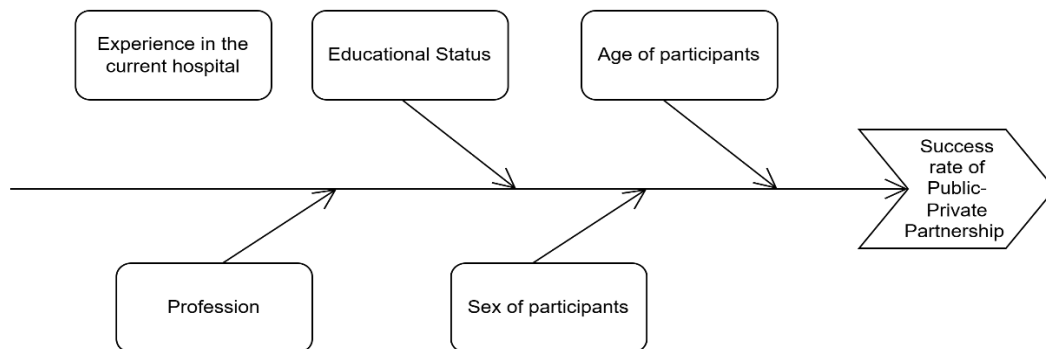 Experience in the
current hospital
Educational Status
Age of participants
Success
rate of
Public-
Private
Partnership
Profession
Sex of participants